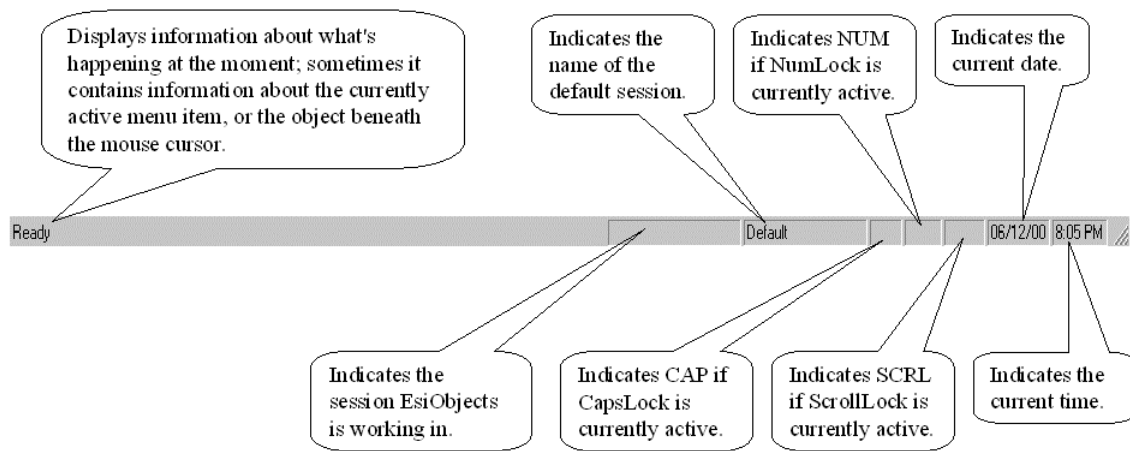 Displays information about what's
happening at the moment; sometimes it
contains information about the currently
active menu item, or the object beneath
the mouse cursor.
Indicates the
name of the
default session.
Indicates NUM
if NumLock is
currently active.
Indicates the
current date.
Ready
Default
06/12/00
8:05 PM
Indicates the
session EsiObjects
is working in.
Indicates CAP if
CapsLock is
currently active.
Indicates SCRL
if ScrollLock is
currently active.
Indicates the
current time.